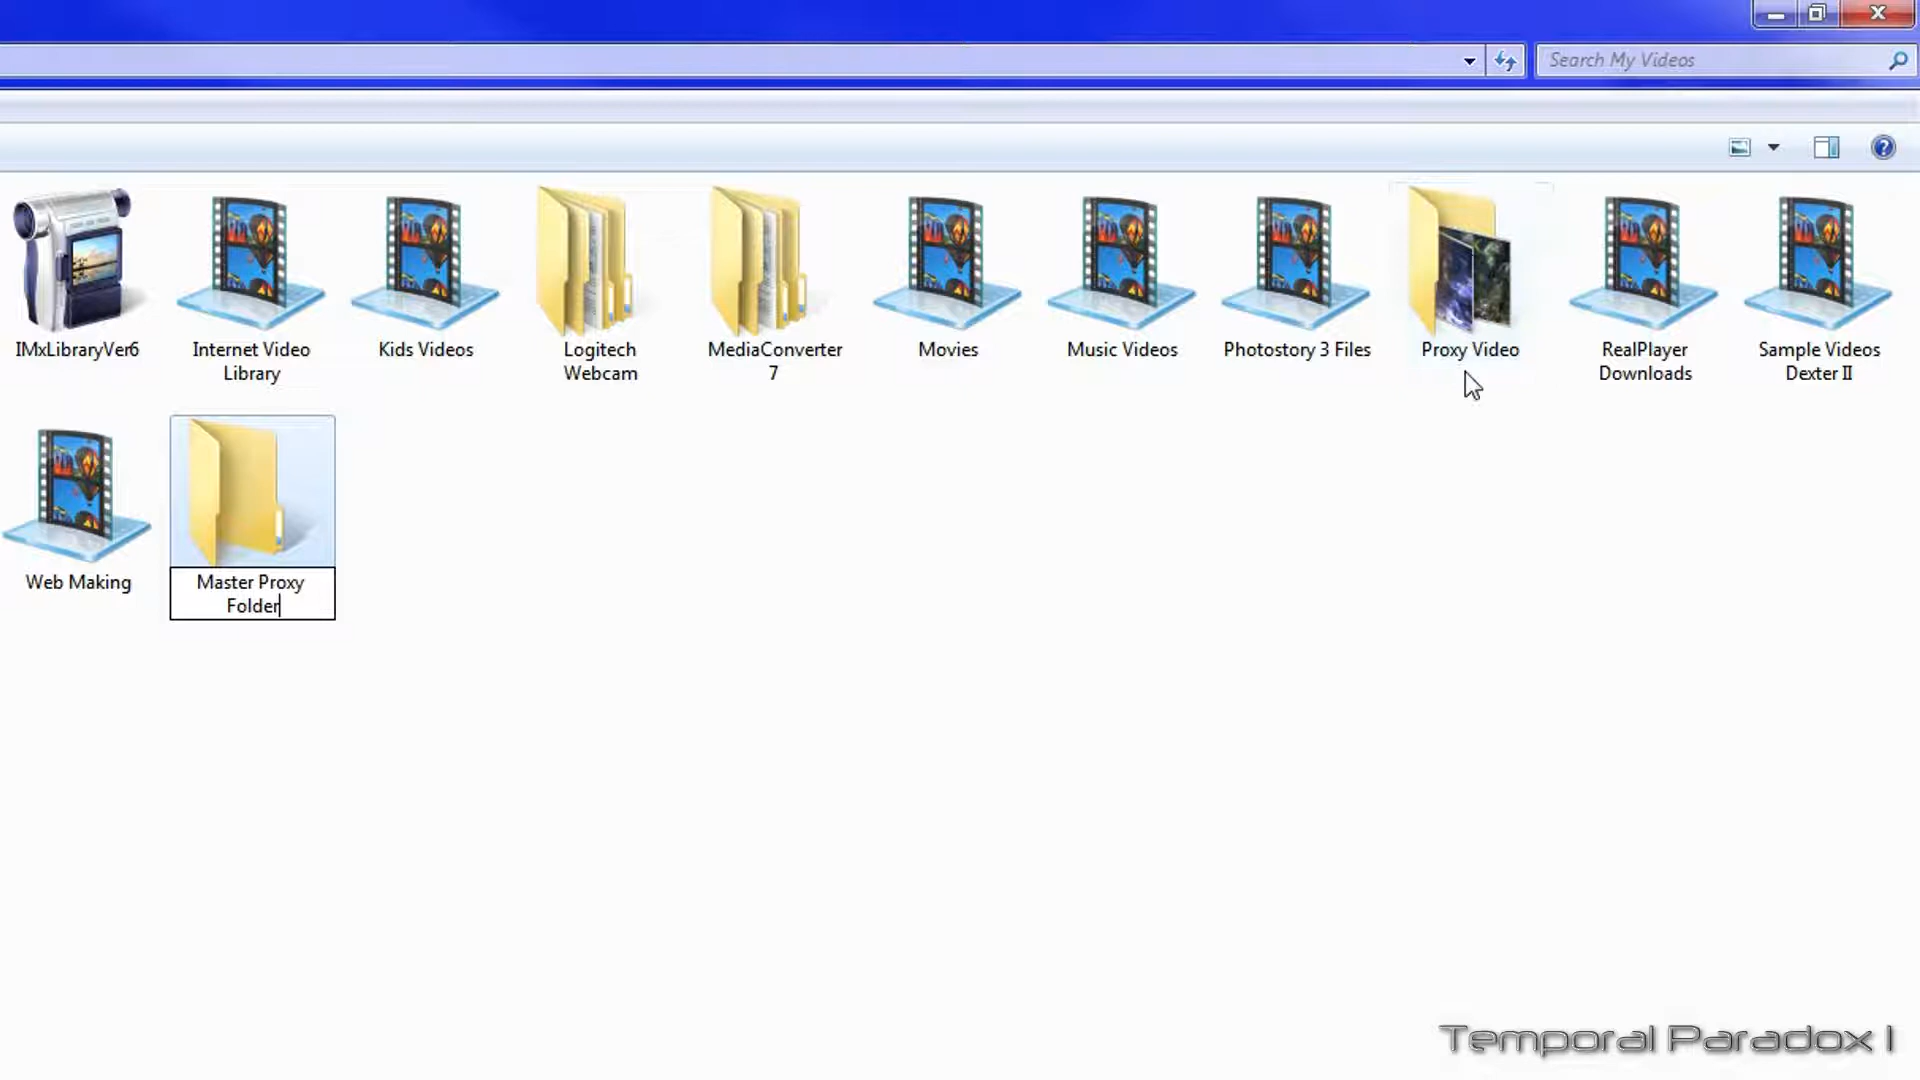 Search My Videos
IMxLibraryVer6
Internet Video
Library
Kids Videos
Logitech
Webcam
MediaConverter
7
Movies
Music Videos
Photostory 3 Files
Proxy Video
RealPlayer
Downloads
Sample Videos
Dexter II
Web Making
Master Proxy
Folder
Temporal Paradox I